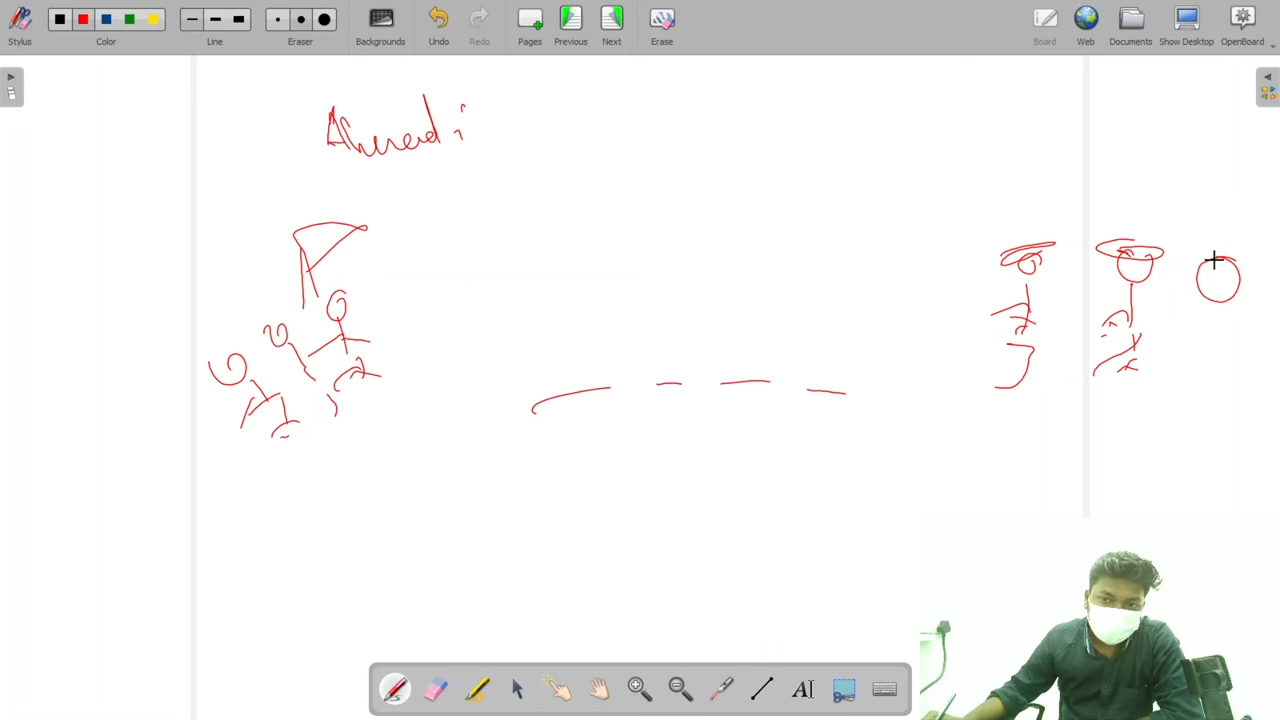 Stylus
Color
Line
Eraser
Backgrounds
Undo
Redo
Pages
Previous
Next
Erase
Board
Web
Documents
Show Desktop
OpenBoard
Ahmed :